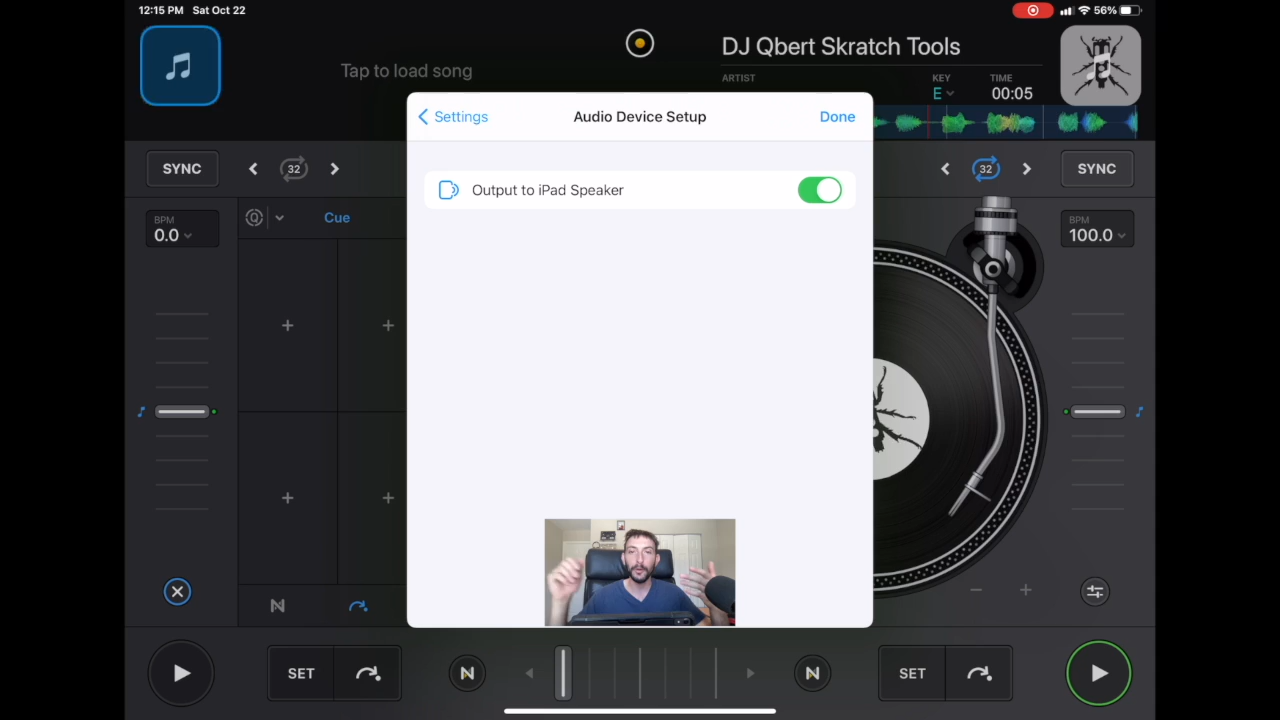 12:15 PM Sat Oct 22
56%
Tap to load song
DJ Qbert Skratch Tools
ARTIST
KEY
TIME
E
00:05
Settings
Audio Device Setup
Done
SYNC
32
32
SYNC
Output to iPad Speaker
BPM
0.0
Cue
BPM
100.0
N
SET
N
N
SET